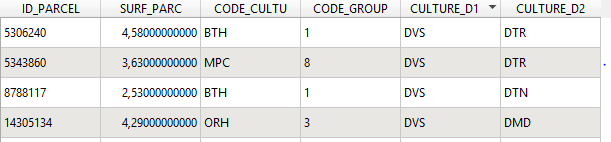 ID_PARCEL SURF_PARC CODE_CULTU CODE_GROUP CULTURE_D1 CULTURE_D2
5306240 4,58000000000 BTH 1 DVS DTR
5343860 3,63000000000 MPC 8 DVS DTR
8788117 2,53000000000 BTH 1 DVS DTN
14305134 4,29000000000 ORH 3 DVS DMD